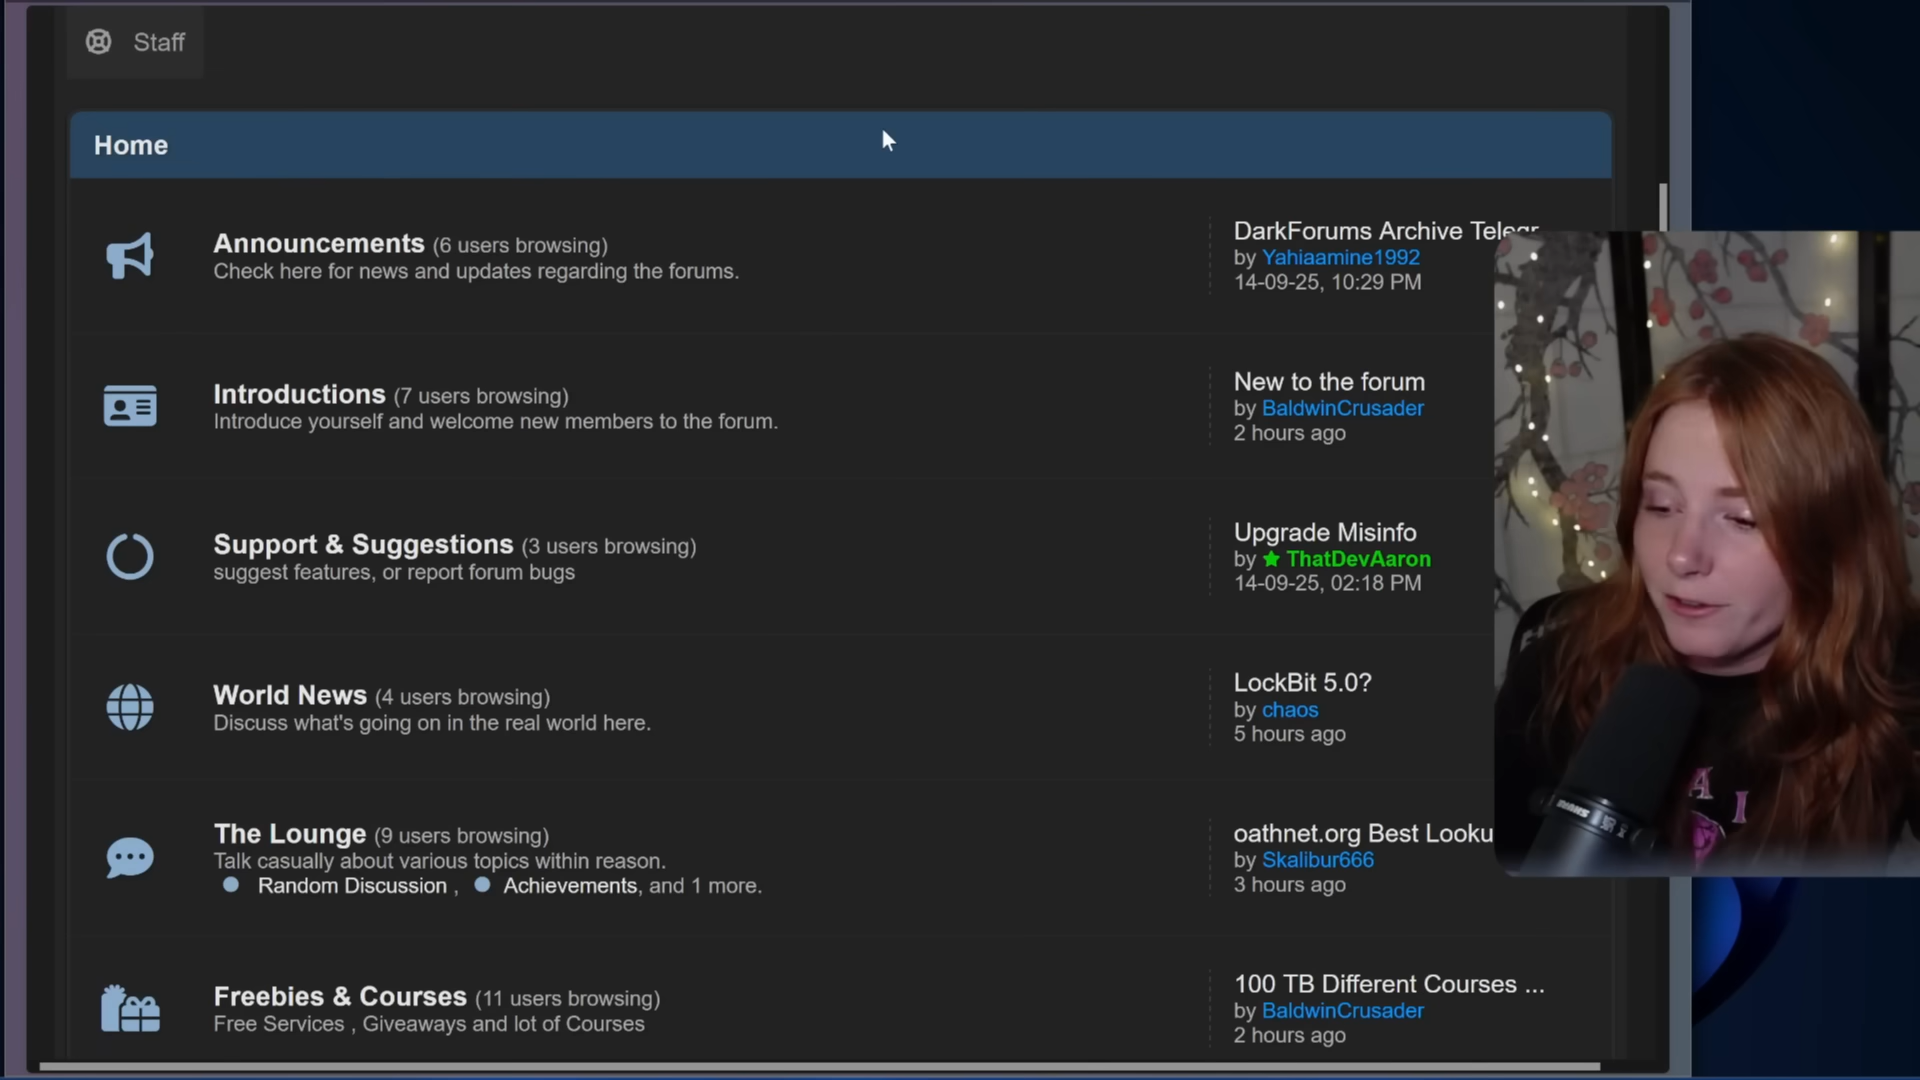 Staff
Home
Announcements (6 users browsing)
Check here for news and updates regarding the forums.
DarkForums Archive Telegr
by Yahiaamine1992
14-09-25, 10:29 PM
Introductions (7 users browsing)
Introduce yourself and welcome new members to the forum.
New to the forum
by BaldwinCrusader
2 hours ago
Support & Suggestions (3 users browsing)
suggest features, or report forum bugs
Upgrade Misinfo
by ThatDevAaron
14-09-25, 02:18 PM
World News (4 users browsing)
Discuss what's going on in the real world here.
LockBit 5.0?
by chaos
5 hours ago
The Lounge (9 users browsing)
Talk casually about various topics within reason.
Random Discussion , Achievements, and 1 more.
oathnet.org Best Looku
by Skalibur666
3 hours ago
Freebies & Courses (11 users browsing)
Free Services , Giveaways and lot of Courses
100 TB Different Courses ...
by BaldwinCrusader
2 hours ago